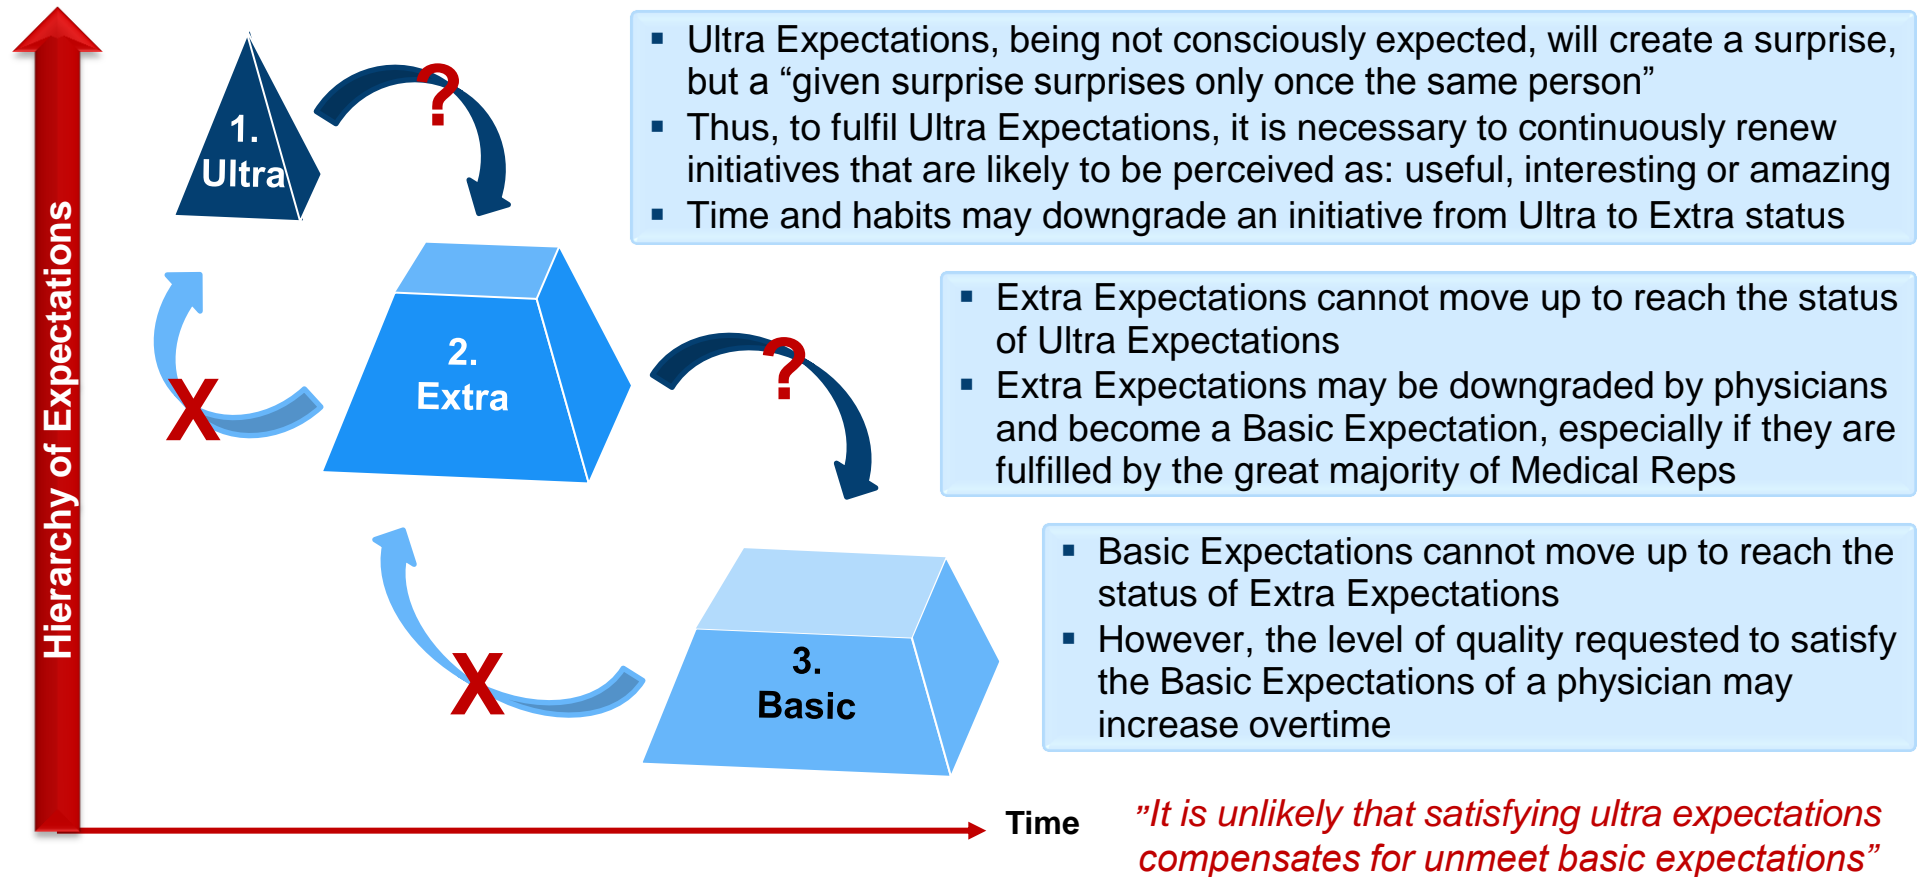 Hierarchy of Expectations
1.
Ultra
?
▪ Ultra Expectations, being not consciously expected, will create a surprise,
but a “given surprise surprises only once the same person”
▪ Thus, to fulfil Ultra Expectations, it is necessary to continuously renew
initiatives that are likely to be perceived as: useful, interesting or amazing
▪ Time and habits may downgrade an initiative from Ultra to Extra status
X
2.
Extra
?
▪ Extra Expectations cannot move up to reach the status
of Ultra Expectations
▪ Extra Expectations may be downgraded by physicians
and become a Basic Expectation, especially if they are
fulfilled by the great majority of Medical Reps
X
3.
Basic
▪ Basic Expectations cannot move up to reach the
status of Extra Expectations
▪ However, the level of quality requested to satisfy
the Basic Expectations of a physician may
increase overtime
Time
”It is unlikely that satisfying ultra expectations
compensates for unmeet basic expectations”